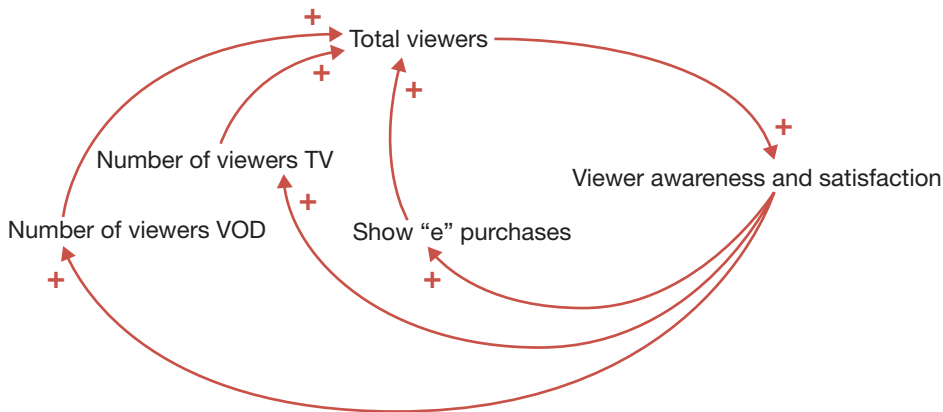 +
Total viewers
+
+
+
Number of viewers TV
Viewer awareness and satisfaction
+
Number of viewers VOD
Show “e” purchases
+
+